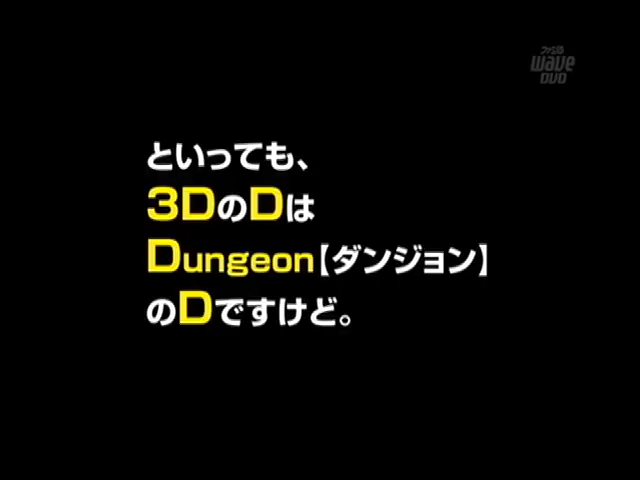 ファミ通
WAVE
DVD
といっても、
3DのDは
Dungeon【ダンジョン】
のDですけど。